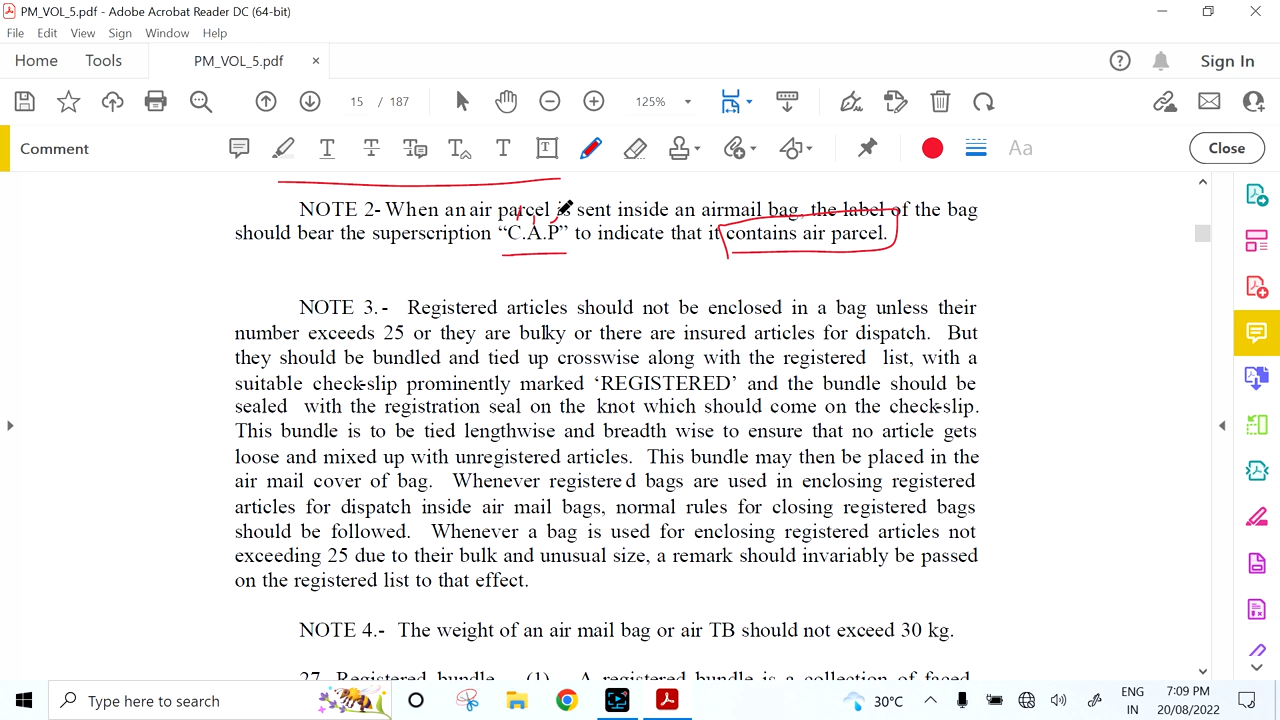 PM_VOL_5.pdf - Adobe Acrobat Reader DC (64-bit)
File Edit View Sign Window Help
Home Tools PM_VOL_5.pdf × Sign In
15 / 187 125%
Comment Aa Close
NOTE 2- When an air parcel is sent inside an airmail bag, the label of the bag
should bear the superscription “C.A.P” to indicate that it contains air parcel.
NOTE 3.- Registered articles should not be enclosed in a bag unless their
number exceeds 25 or they are bulky or there are insured articles for dispatch. But
they should be bundled and tied up crosswise along with the registered list, with a
suitable check-slip prominently marked ‘REGISTERED’ and the bundle should be
sealed with the registration seal on the knot which should come on the check-slip.
This bundle is to be tied lengthwise and breadth wise to ensure that no article gets
loose and mixed up with unregistered articles. This bundle may then be placed in the
air mail cover of bag. Whenever registered bags are used in enclosing registered
articles for dispatch inside air mail bags, normal rules for closing registered bags
should be followed. Whenever a bag is used for enclosing registered articles not
exceeding 25 due to their bulk and unusual size, a remark should invariably be passed
on the registered list to that effect.
NOTE 4.- The weight of an air mail bag or air TB should not exceed 30 kg.
27. Registered bundle. (1) A registered bundle is a collection of faced
Type here to search 30°C ENG 7:09 PM
IN 20/08/2022